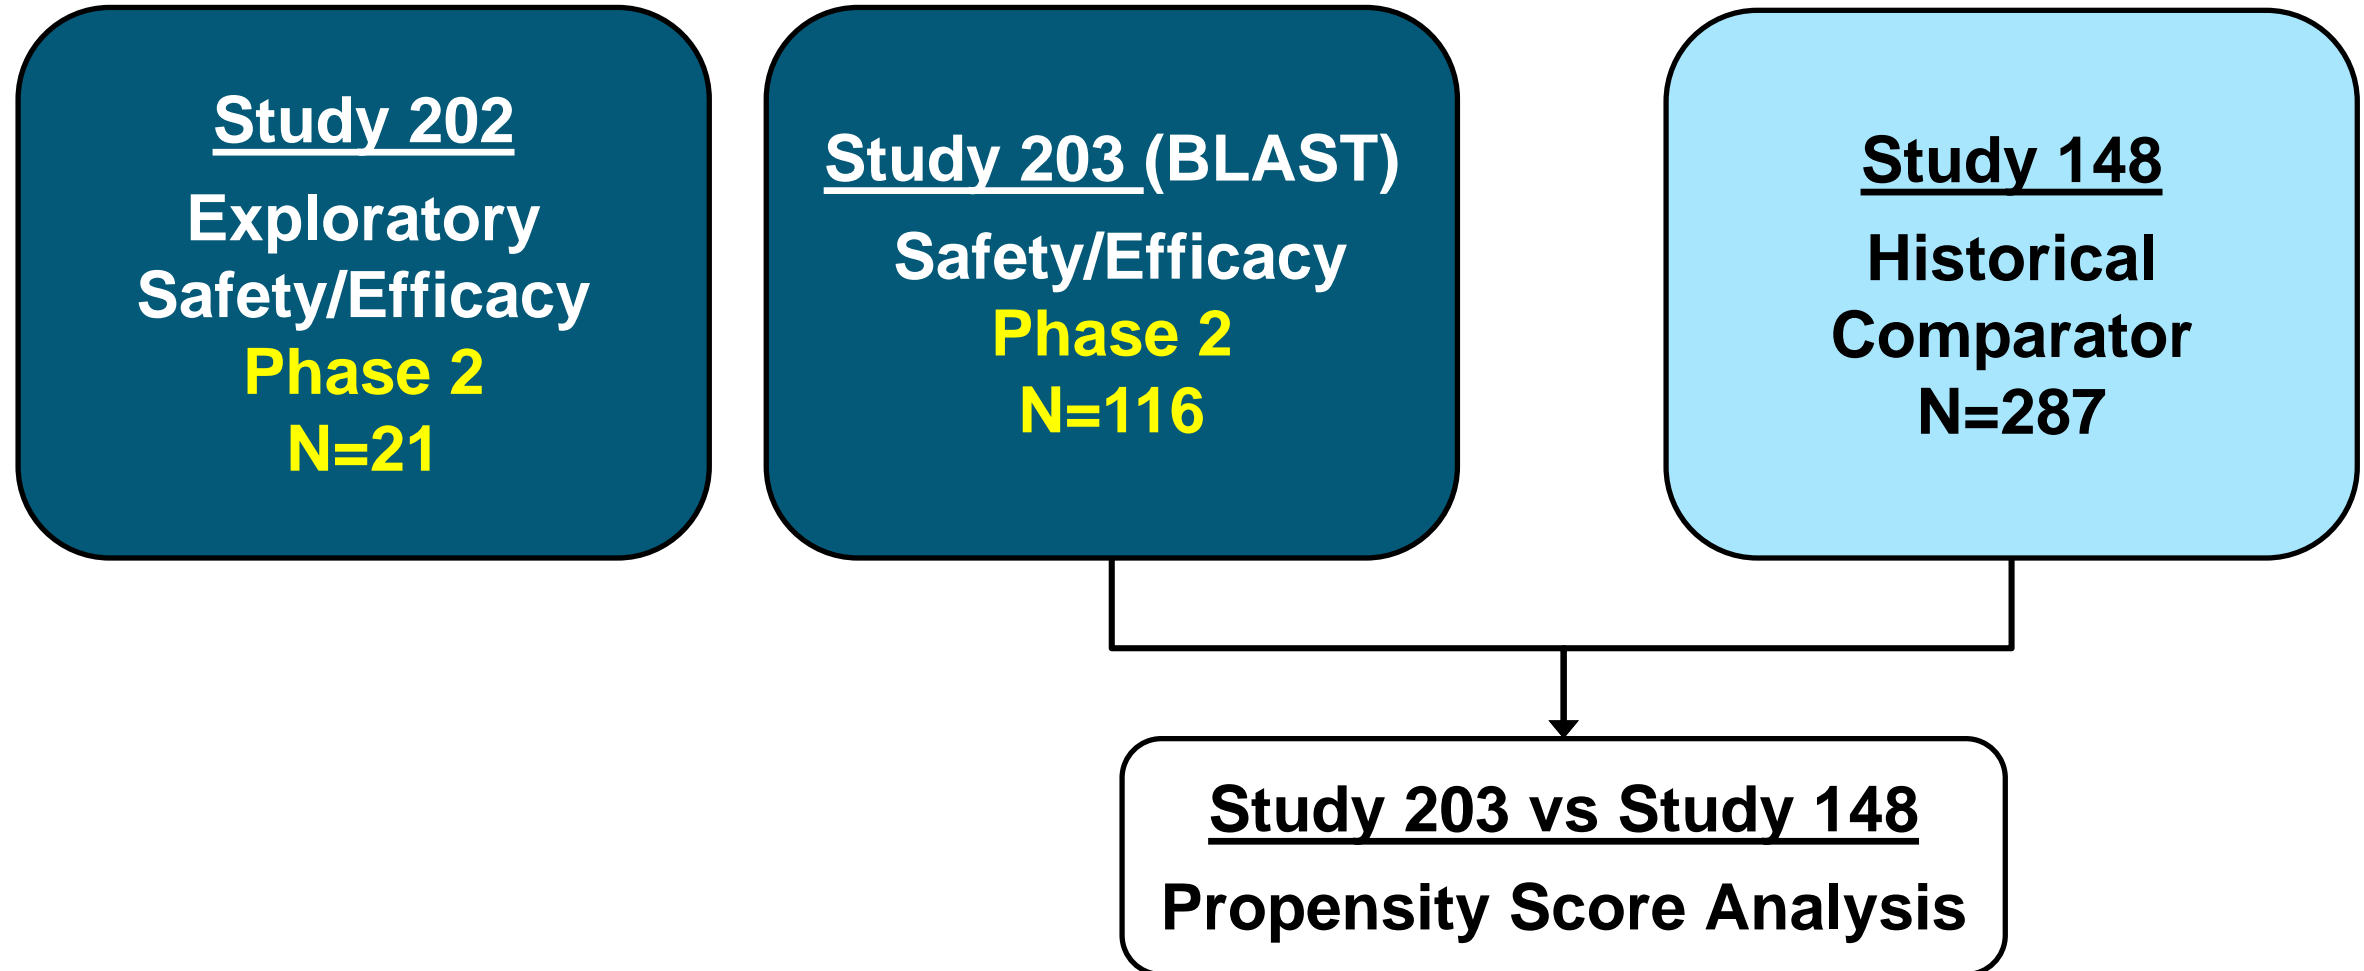 Study 202
Exploratory
Safety/Efficacy
Phase 2
N=21
Study 203 (BLAST)
Safety/Efficacy
Phase 2
N=116
Study 148
Historical
Comparator
N=287
Study 203 vs Study 148
Propensity Score Analysis